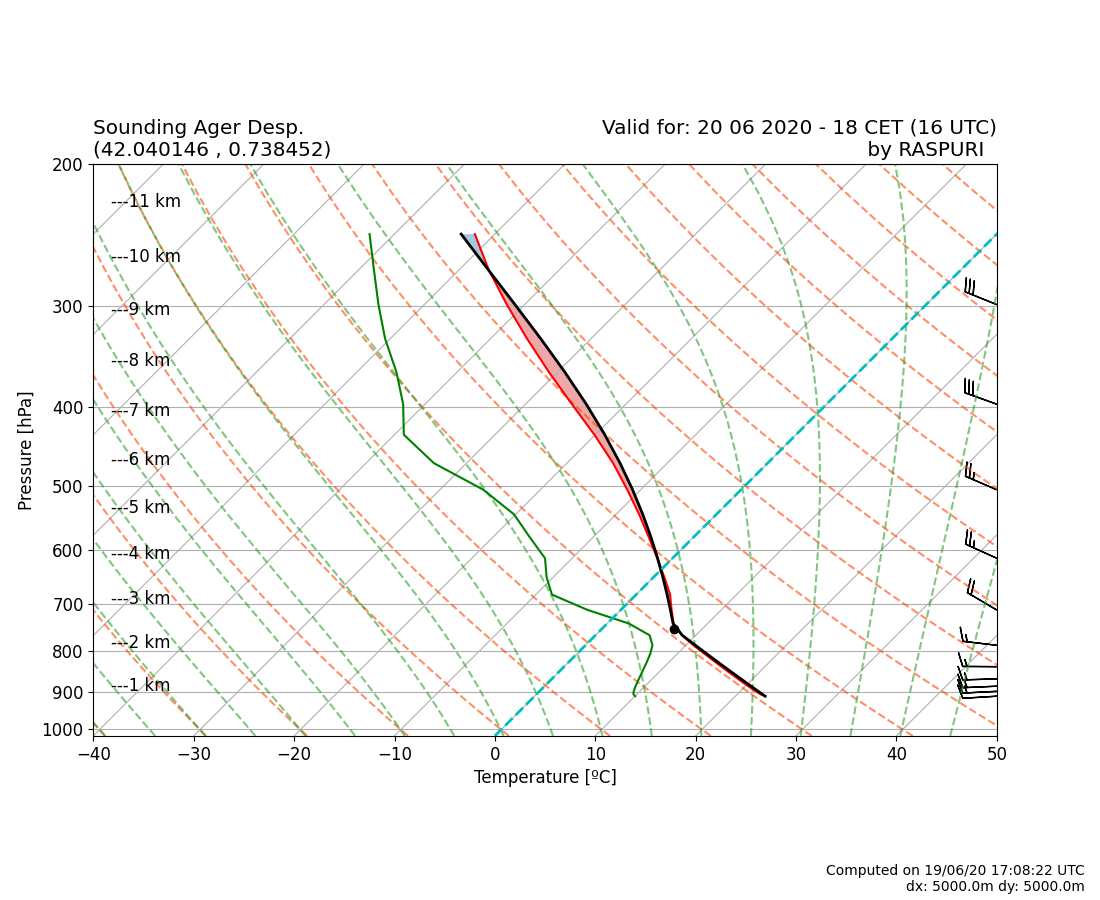 Sounding Ager Desp.
(42.040146 , 0.738452)
Valid for: 20 06 2020 - 18 CET (16 UTC)
by RASPURI
200
300
400
500
600
700
800
900
1000
Pressure [hPa]
---11 km
---10 km
---9 km
---8 km
---7 km
---6 km
---5 km
---4 km
---3 km
---2 km
---1 km
−40 −30 −20 −10 0 10 20 30 40 50
Temperature [ºC]
Computed on 19/06/20 17:08:22 UTC
dx: 5000.0m dy: 5000.0m